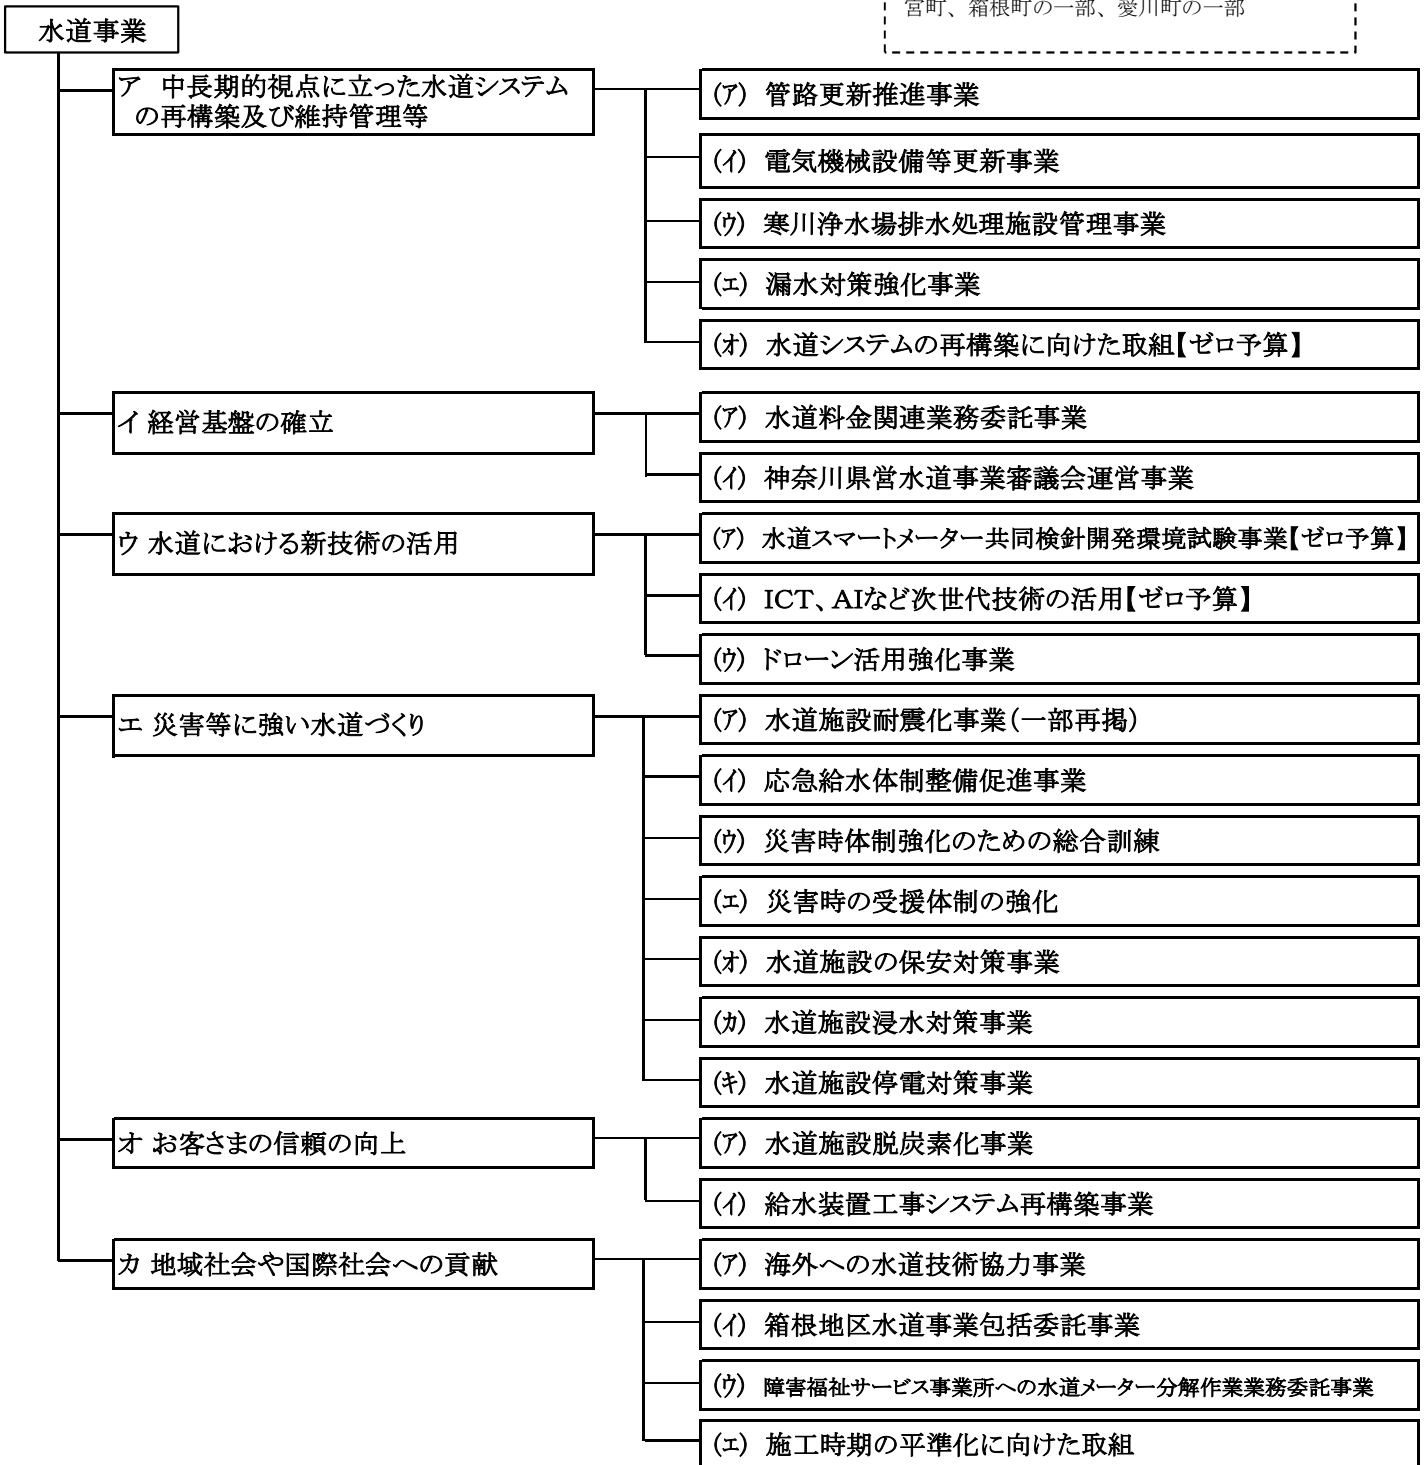 宮町、箱根町の一部、愛川町の一部
水道事業
ア　中長期的視点に立った水道システム
の再構築及び維持管理等
(ア) 管路更新推進事業
(イ) 電気機械設備等更新事業
(ウ) 寒川浄水場排水処理施設管理事業
(エ) 漏水対策強化事業
(オ) 水道システムの再構築に向けた取組【ゼロ予算】
イ 経営基盤の確立
(ア) 水道料金関連業務委託事業
(イ) 神奈川県営水道事業審議会運営事業
ウ 水道における新技術の活用
(ア) 水道スマートメーター共同検針開発環境試験事業【ゼロ予算】
(イ) ICT、AIなど次世代技術の活用【ゼロ予算】
(ウ) ドローン活用強化事業
エ 災害等に強い水道づくり
(ア) 水道施設耐震化事業(一部再掲)
(イ) 応急給水体制整備促進事業
(ウ) 災害時体制強化のための総合訓練
(エ) 災害時の受援体制の強化
(オ) 水道施設の保安対策事業
(カ) 水道施設浸水対策事業
(キ) 水道施設停電対策事業
オ お客さまの信頼の向上
(ア) 水道施設脱炭素化事業
(イ) 給水装置工事システム再構築事業
カ 地域社会や国際社会への貢献
(ア) 海外への水道技術協力事業
(イ) 箱根地区水道事業包括委託事業
(ウ) 障害福祉サービス事業所への水道メーター分解作業業務委託事業
(エ) 施工時期の平準化に向けた取組